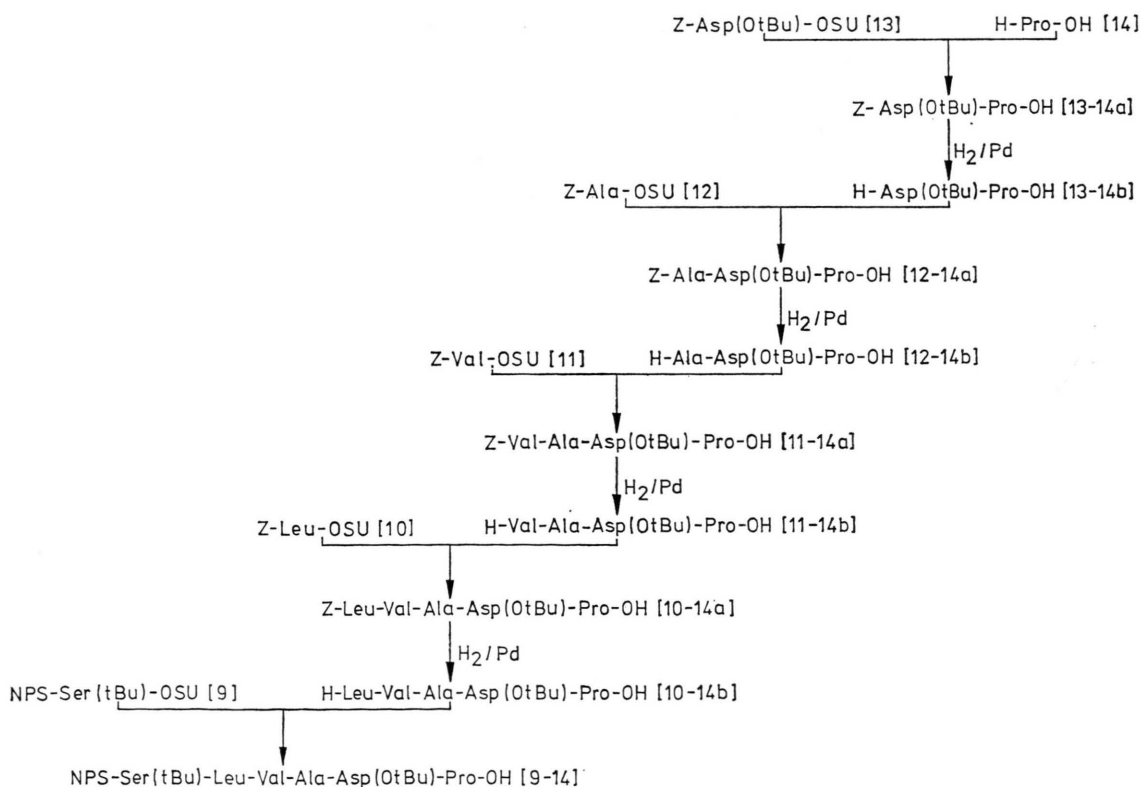 Z-Asp(OtBu)-OSU [13] H-Pro-OH [14]
Z-Asp(OtBu)-Pro-OH [13-14a]
H2/Pd
Z-Ala-OSU [12] H-Asp(OtBu)-Pro-OH [13-14b]
Z-Ala-Asp(OtBu)-Pro-OH [12-14a]
H2/Pd
Z-Val-OSU [11] H-Ala-Asp(OtBu)-Pro-OH [12-14b]
Z-Val-Ala-Asp(OtBu)-Pro-OH [11-14a]
H2/Pd
Z-Leu-OSU [10] H-Val-Ala-Asp(OtBu)-Pro-OH [11-14b]
Z-Leu-Val-Ala-Asp(OtBu)-Pro-OH [10-14a]
H2/Pd
NPS-Ser(tBu)-OSU [9] H-Leu-Val-Ala-Asp(OtBu)-Pro-OH [10-14b]
NPS-Ser(tBu)-Leu-Val-Ala-Asp(OtBu)-Pro-OH [9-14]